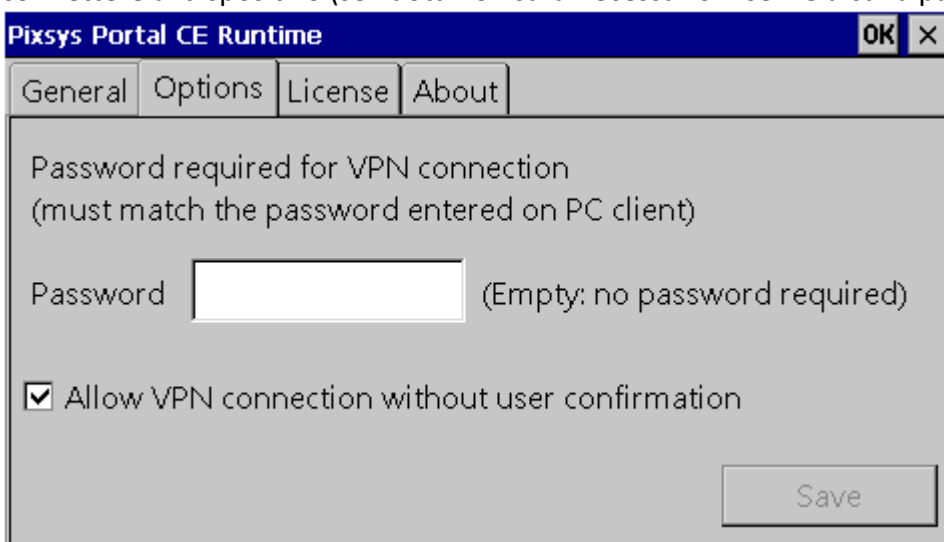 Pixsys Portal CE Runtime OK ×
General Options License About
Password required for VPN connection
(must match the password entered on PC client)
Password (Empty: no password required)
Allow VPN connection without user confirmation
Save